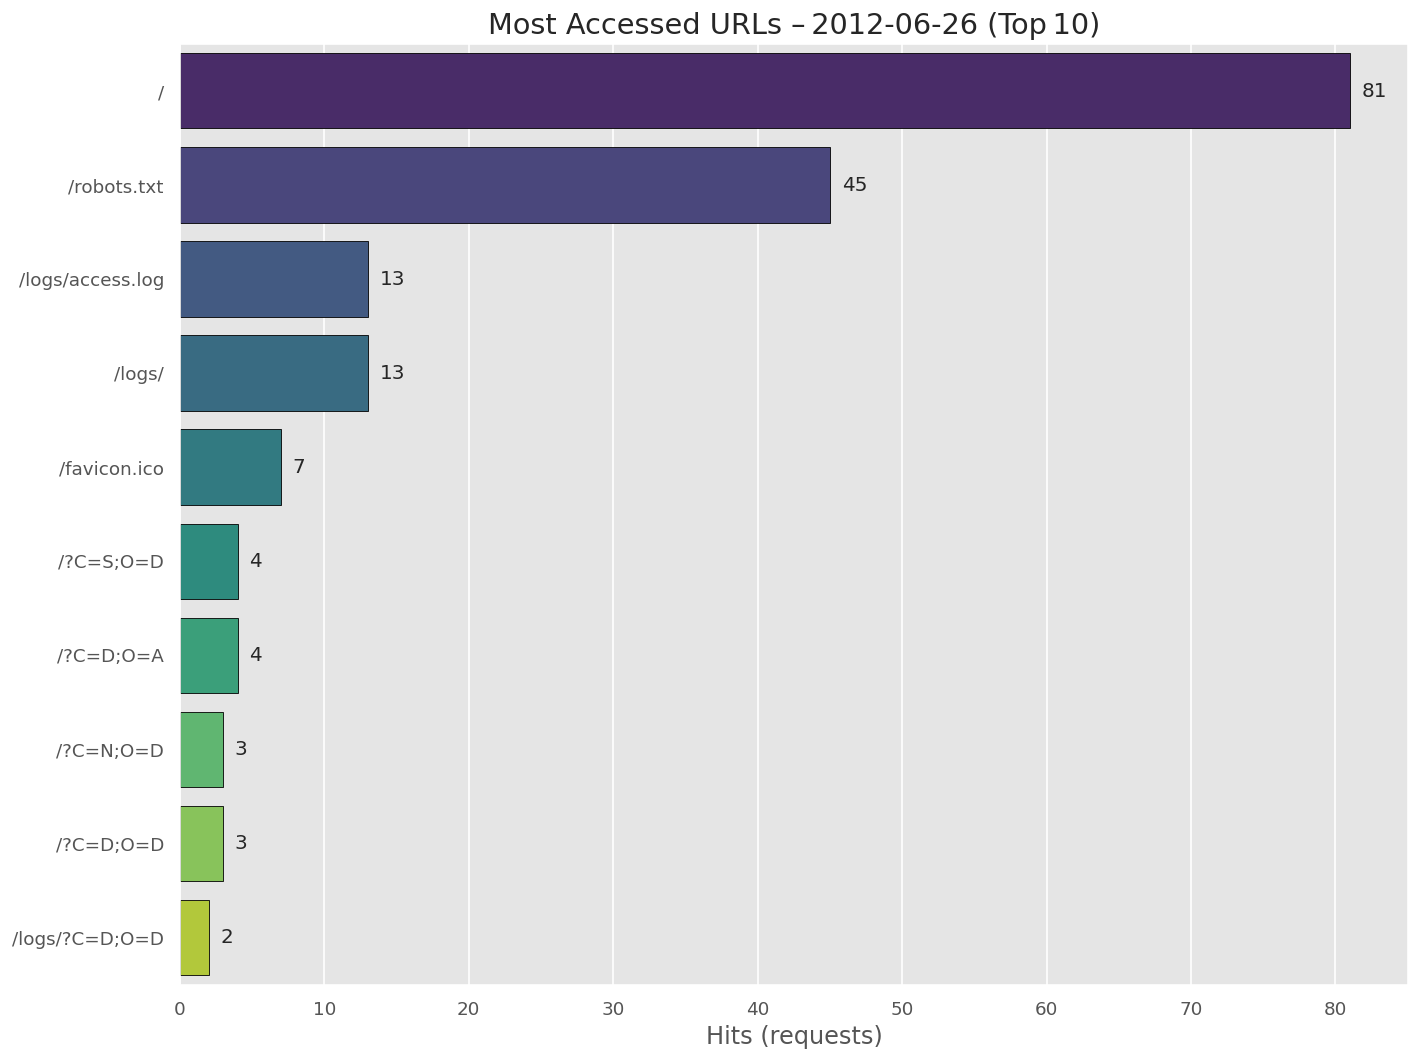 Most Accessed URLs – 2012-06-26 (Top 10)
/ 81
/robots.txt 45
/logs/access.log 13
/logs/ 13
/favicon.ico 7
/?C=S;O=D 4
/?C=D;O=A 4
/?C=N;O=D 3
/?C=D;O=D 3
/logs/?C=D;O=D 2
0 10 20 30 40 50 60 70 80
Hits (requests)